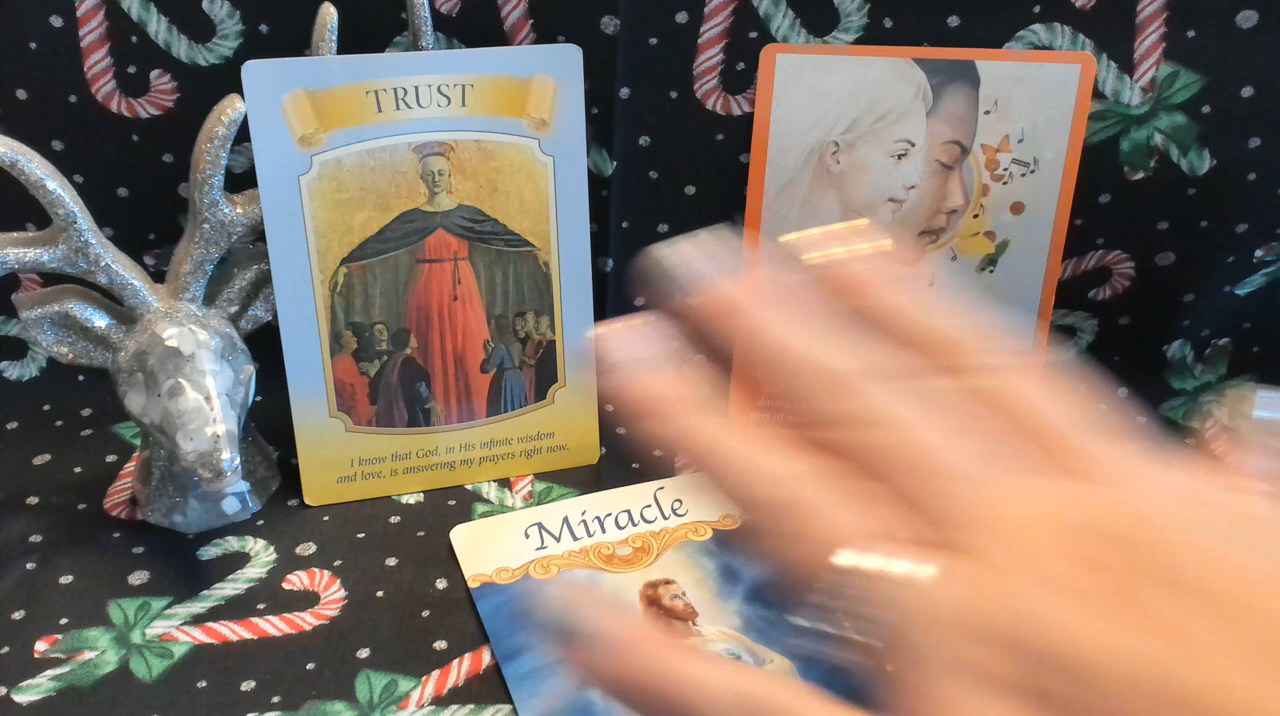 TRUST
I know that God, in His infinite wisdom
and love, is answering my prayers right now.
Miracle